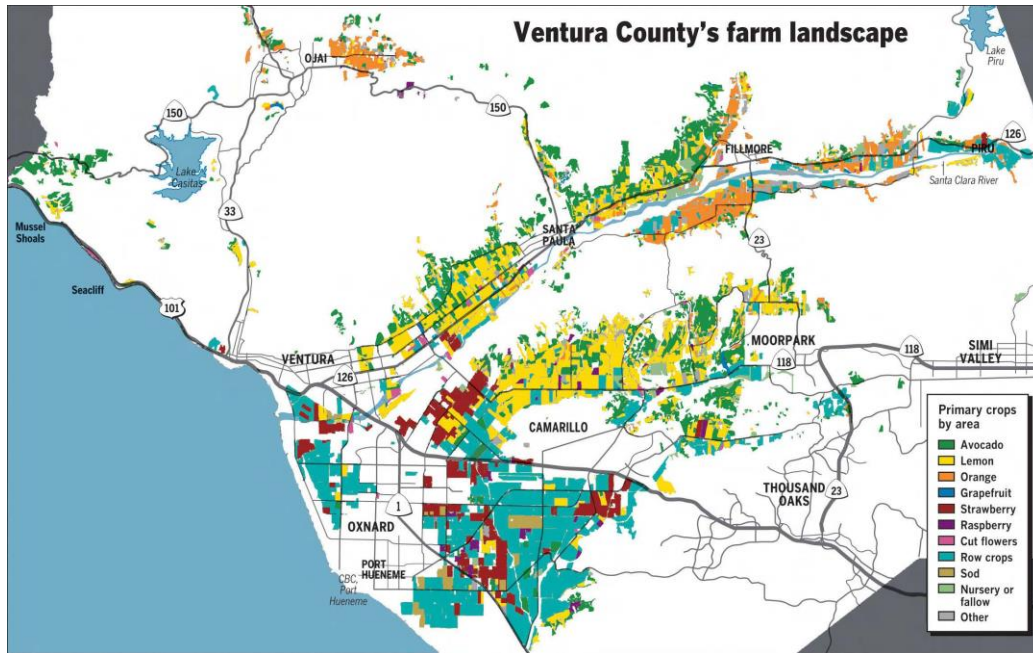 Ventura County's farm landscape
OJAI
150
150
Lake
Casitas
33
Lake
Piru
126
PIRU
FILLMORE
Santa Clara River
SANTA
PAULA
23
Mussel
Shoals
Seacliff
101
VENTURA
126
MOORPARK
118
118
SIMI
VALLEY
CAMARILLO
THOUSAND
OAKS
23
1
OXNARD
PORT
HUENEME
CBC,
Port
Hueneme
Primary crops
by area
Avocado
Lemon
Orange
Grapefruit
Strawberry
Raspberry
Cut flowers
Row crops
Sod
Nursery or
fallow
Other